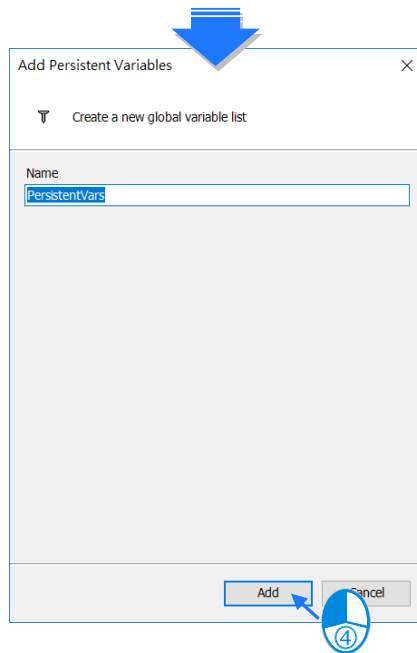 Add Persistent Variables
Create a new global variable list
Name
PersistentVars
Add
Cancel
④